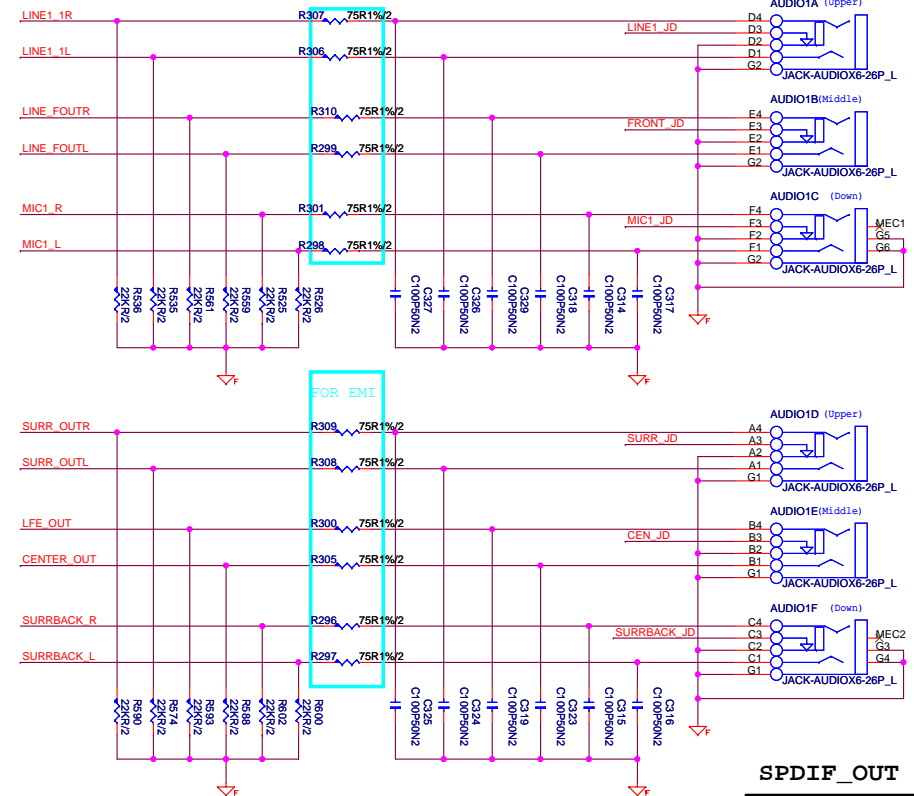 AUDIO1A (Upper)
LINE1_1R
R307
75R1%/2
D4
LINE1_JD
D3
D2
LINE1_1L
R306
75R1%/2
D1
G2
JACK-AUDIOX6-26P_L
AUDIO1B(Middle)
LINE_FOUTR
R310
75R1%/2
E4
FRONT_JD
E3
E2
LINE_FOUTL
R299
75R1%/2
E1
G2
JACK-AUDIOX6-26P_L
AUDIO1C (Down)
MIC1_R
R301
75R1%/2
F4
MIC1_JD
F3
MEC1
F2
G5
MIC1_L
R298
75R1%/2
F1
G6
G2
JACK-AUDIOX6-26P_L
R536
22KR/2
R535
22KR/2
R561
22KR/2
R559
22KR/2
R525
22KR/2
R526
22KR/2
C327
C100P50N2
C326
C100P50N2
C329
C100P50N2
C318
C100P50N2
C314
C100P50N2
C317
C100P50N2
F
F
F
FOR EMI
AUDIO1D (Upper)
SURR_OUTR
R309
75R1%/2
A4
SURR_JD
A3
A2
SURR_OUTL
R308
75R1%/2
A1
G1
JACK-AUDIOX6-26P_L
AUDIO1E(Middle)
LFE_OUT
R300
75R1%/2
B4
CEN_JD
B3
B2
CENTER_OUT
R305
75R1%/2
B1
G1
JACK-AUDIOX6-26P_L
AUDIO1F (Down)
SURRBACK_R
R296
75R1%/2
C4
SURRBACK_JD
C3
MEC2
C2
G3
SURRBACK_L
R297
75R1%/2
C1
G4
G1
JACK-AUDIOX6-26P_L
R590
22KR/2
R574
22KR/2
R593
22KR/2
R588
22KR/2
R602
22KR/2
R600
22KR/2
C325
C100P50N2
C324
C100P50N2
C319
C100P50N2
C323
C100P50N2
C315
C100P50N2
C316
C100P50N2
F
F
F
SPDIF_OUT